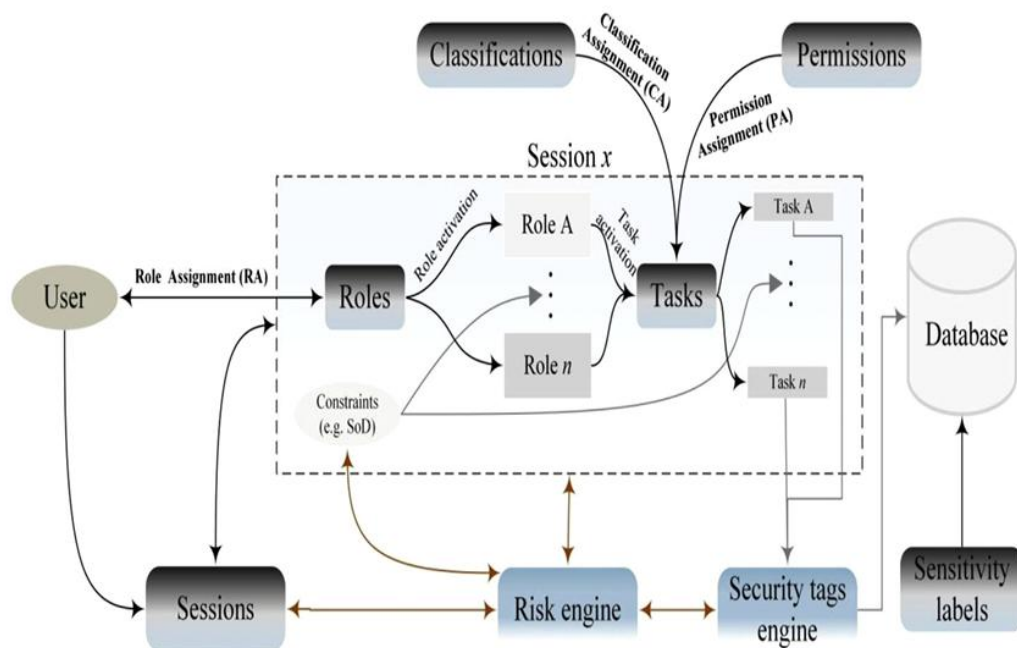 Classifications
Classification
Assignment (CA)
Permissions
Permission
Assignment (PA)
Session x
Role activation
Role A
Task
activation
Task A
User
Role Assignment (RA)
Roles
Tasks
Database
Role n
Task n
Constraints
(e.g. SoD)
Sessions
Risk engine
Security tags
engine
Sensitivity
labels